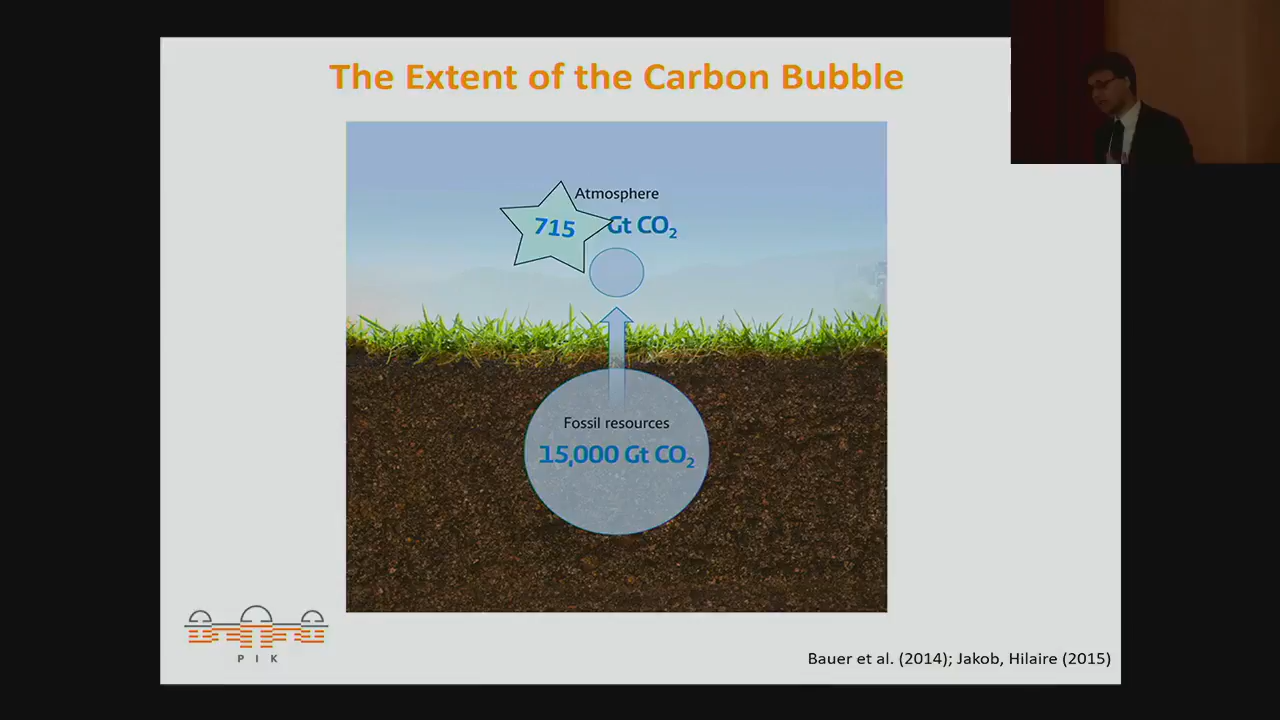 The Extent of the Carbon Bubble
Atmosphere
715 Gt CO₂
Fossil resources
15,000 Gt CO₂
PIK
Bauer et al. (2014); Jakob, Hilaire (2015)